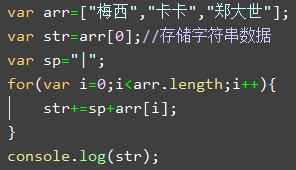 var arr=["梅西","卡卡","郑大世"];
var str=arr[0];//存储字符串数据
var sp="|";
for(var i=0;i<arr.length;i++){
    str+=sp+arr[i];
}
console.log(str);